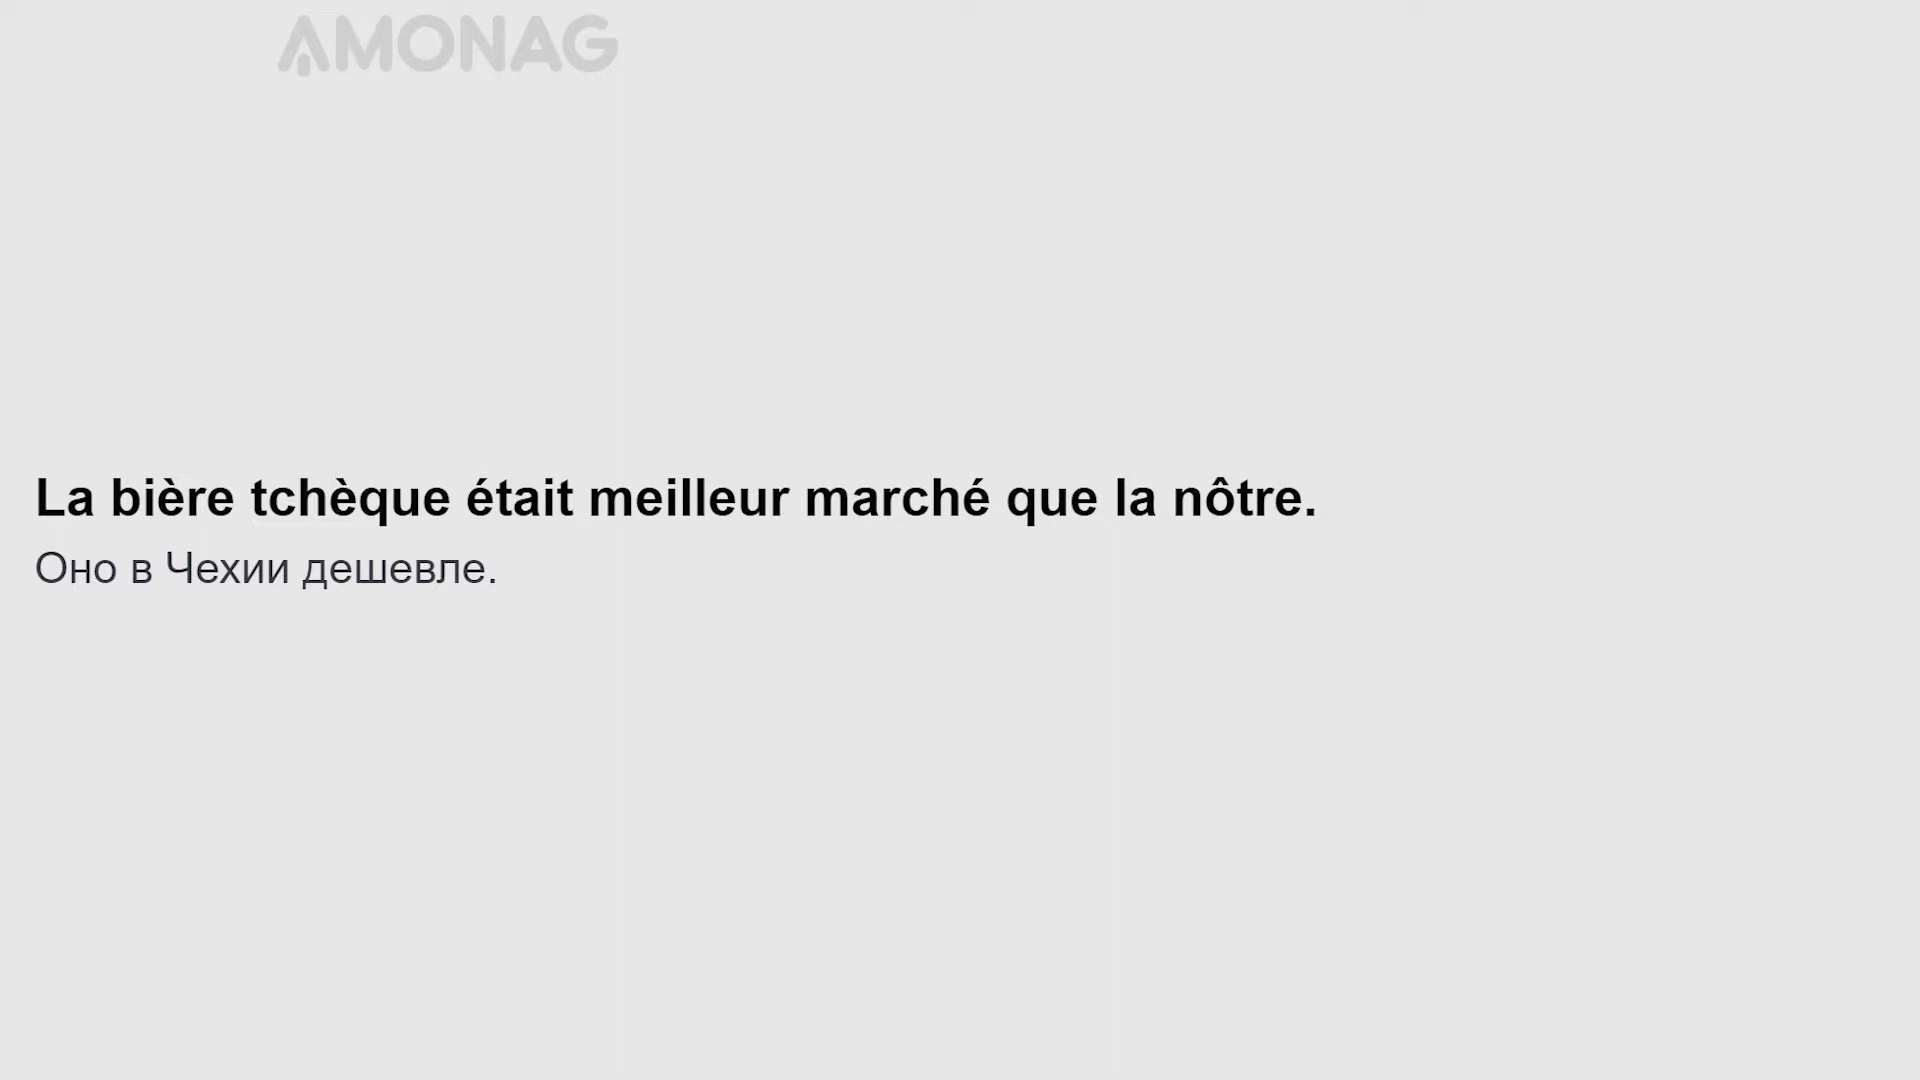 AMONAG
La bière tchèque était meilleur marché que la nôtre.
Оно в Чехии дешевле.